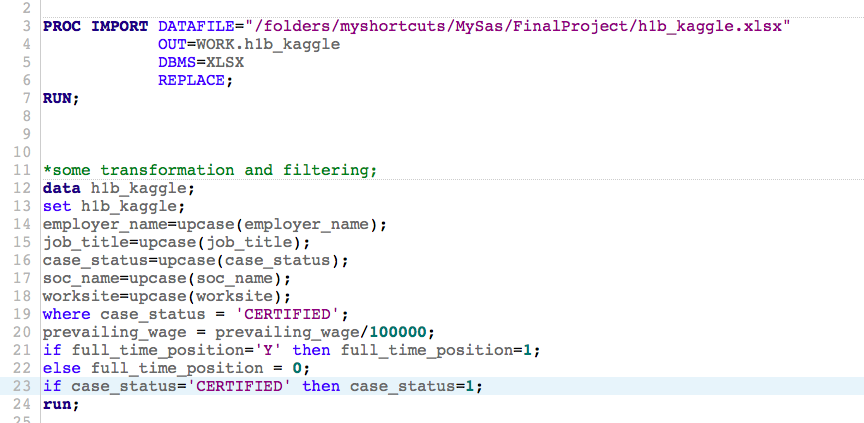 2
3 PROC IMPORT DATAFILE="/folders/myshortcuts/MySas/FinalProject/h1b_kaggle.xlsx"
4 OUT=WORK.h1b_kaggle
5 DBMS=XLSX
6 REPLACE;
7 RUN;
8
9
10
11 *some transformation and filtering;
12 data h1b_kaggle;
13 set h1b_kaggle;
14 employer_name=upcase(employer_name);
15 job_title=upcase(job_title);
16 case_status=upcase(case_status);
17 soc_name=upcase(soc_name);
18 worksite=upcase(worksite);
19 where case_status = 'CERTIFIED';
20 prevailing_wage = prevailing_wage/100000;
21 if full_time_position='Y' then full_time_position=1;
22 else full_time_position = 0;
23 if case_status='CERTIFIED' then case_status=1;
24 run;
25